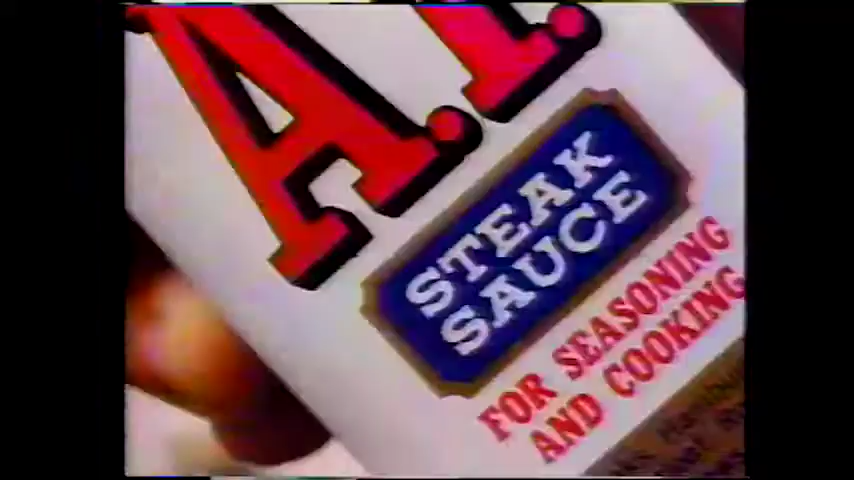 A.1.
STEAK
SAUCE
FOR SEASONING
AND COOKING